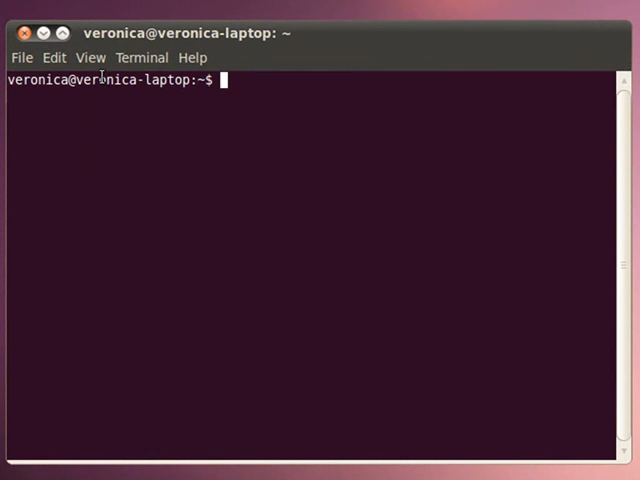 veronica@veronica-laptop: ~
File Edit View Terminal Help
veronica@veronica-laptop:~$